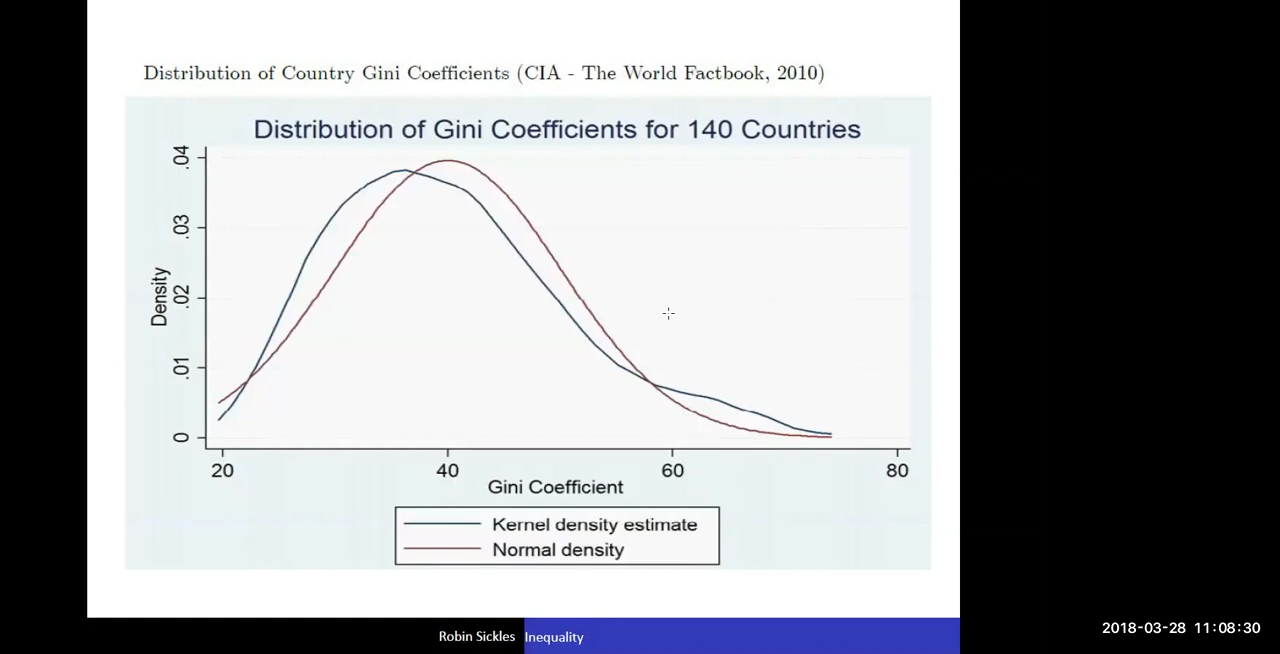 Distribution of Country Gini Coefficients (CIA - The World Factbook, 2010)
Distribution of Gini Coefficients for 140 Countries
Density
.04
.03
.02
.01
0
20 40 60 80
Gini Coefficient
Kernel density estimate
Normal density
Robin Sickles Inequality
2018-03-28 11:08:30